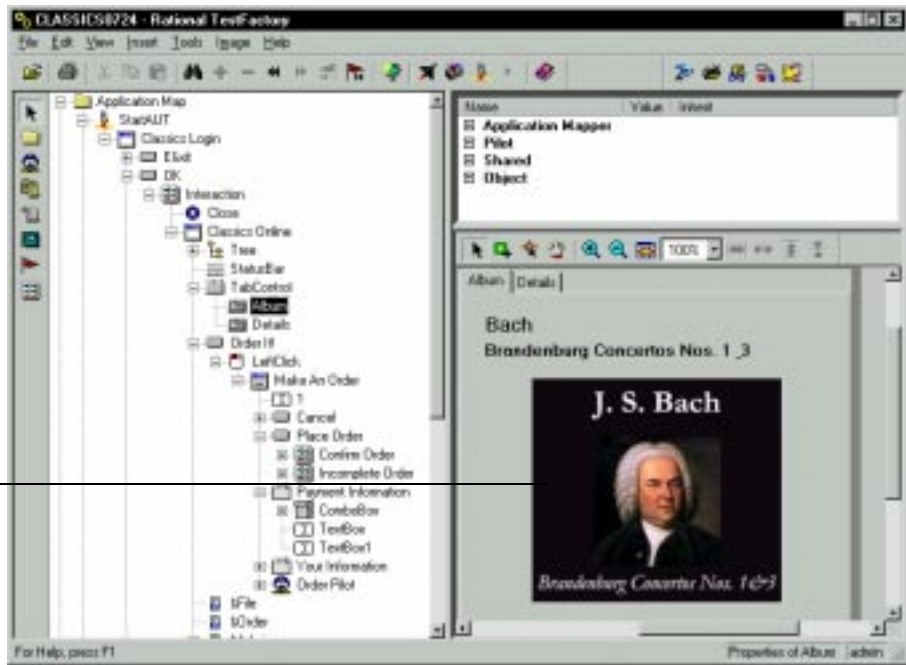 CLASSICS0724 - Rational TestFactory
File Edit View Insert Tools Image Help
Application Map
StartAUT
Classics Login
EExit
OK
Interaction
Close
Classics Online
Tree
StatusBar
TabControl
Album
Details
Order It!
LeftClick
Make An Order
1
Cancel
Place Order
Confirm Order
Incomplete Order
Payment Information
ComboBox
TextBox
TextBox1
Your Information
Order Pilot
fFile
fOrder
Name Value Inherit
Application Mapper
Pilot
Shared
Object
100%
Album Details
Bach
Brandenburg Concertos Nos. 1_3
J. S. Bach
Brandenburg Concertos Nos. 1&3
For Help, press F1
Properties of Album admin